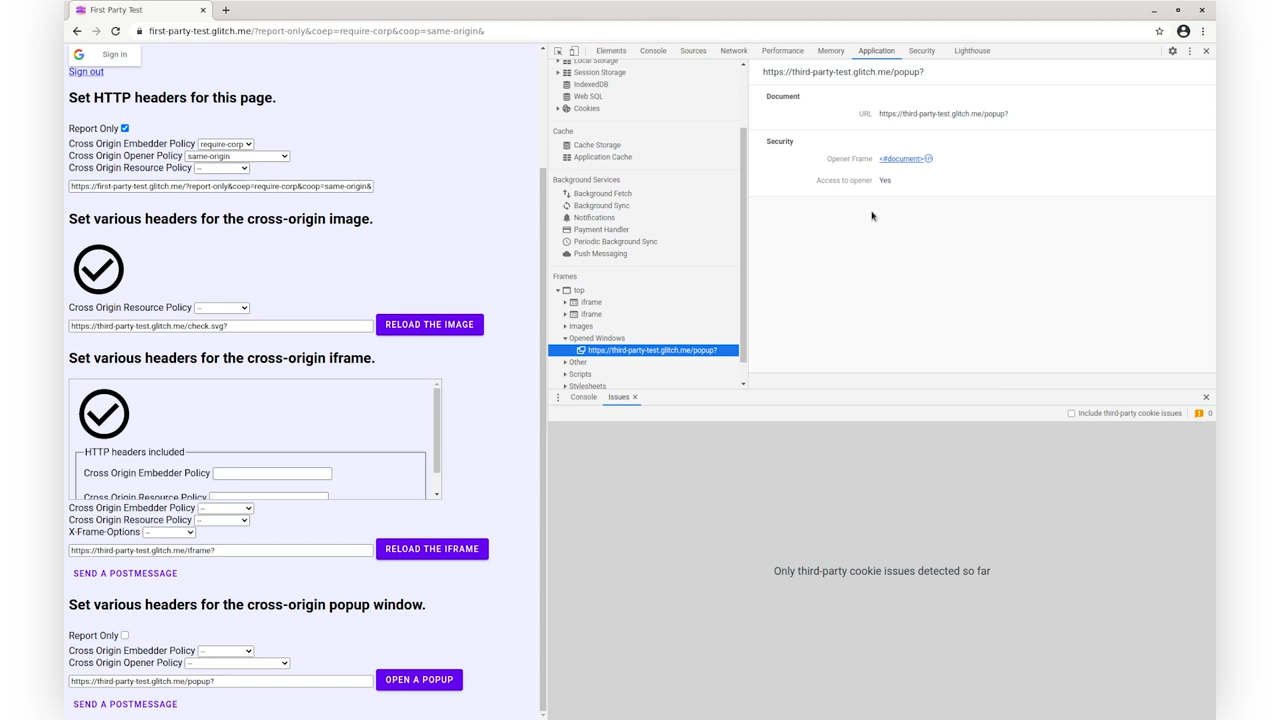 First Party Test
first-party-test.glitch.me/?report-only&coep=require-corp&coop=same-origin&
Sign in
Sign out
Set HTTP headers for this page.
Report Only
Cross Origin Embedder Policy require-corp
Cross Origin Opener Policy same-origin
Cross Origin Resource Policy --
https://first-party-test.glitch.me/?report-only&coep=require-corp&coop=same-origin&
Set various headers for the cross-origin image.
Cross Origin Resource Policy --
https://third-party-test.glitch.me/check.svg?
RELOAD THE IMAGE
Set various headers for the cross-origin iframe.
HTTP headers included
Cross Origin Embedder Policy
Cross Origin Resource Policy
Cross Origin Embedder Policy --
Cross Origin Resource Policy --
X-Frame-Options --
https://third-party-test.glitch.me/iframe?
RELOAD THE IFRAME
SEND A POSTMESSAGE
Set various headers for the cross-origin popup window.
Report Only
Cross Origin Embedder Policy --
Cross Origin Opener Policy --
https://third-party-test.glitch.me/popup?
OPEN A POPUP
SEND A POSTMESSAGE
Elements Console Sources Network Performance Memory Application Security Lighthouse
Local Storage
Session Storage
IndexedDB
Web SQL
Cookies
Cache
Cache Storage
Application Cache
Background Services
Background Fetch
Background Sync
Notifications
Payment Handler
Periodic Background Sync
Push Messaging
Frames
top
iframe
iframe
Images
Opened Windows
https://third-party-test.glitch.me/popup?
Other
Scripts
Stylesheets
https://third-party-test.glitch.me/popup?
Document
URL https://third-party-test.glitch.me/popup?
Security
Opener Frame <#document>
Access to opener Yes
Console Issues
Include third-party cookie issues 0
Only third-party cookie issues detected so far